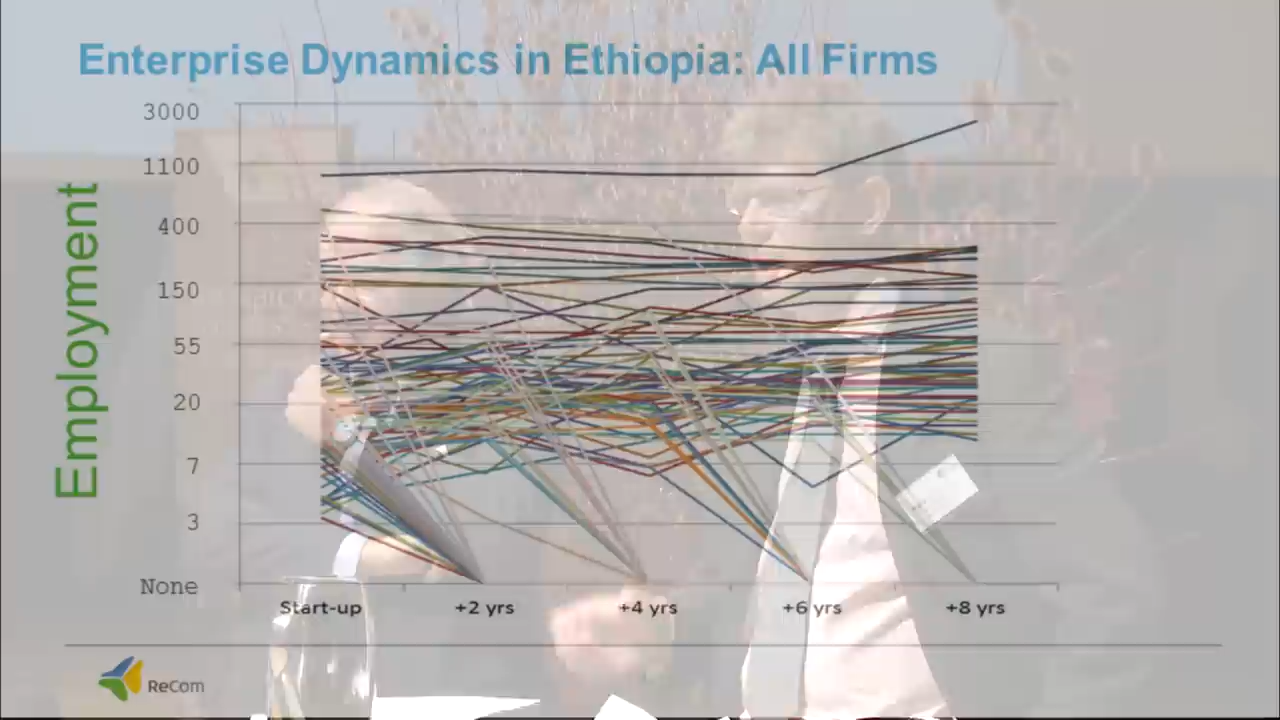 Enterprise Dynamics in Ethiopia: All Firms
Employment
3000
1100
400
150
55
20
7
3
None
Start-up
+2 yrs
+4 yrs
+6 yrs
+8 yrs
ReCom